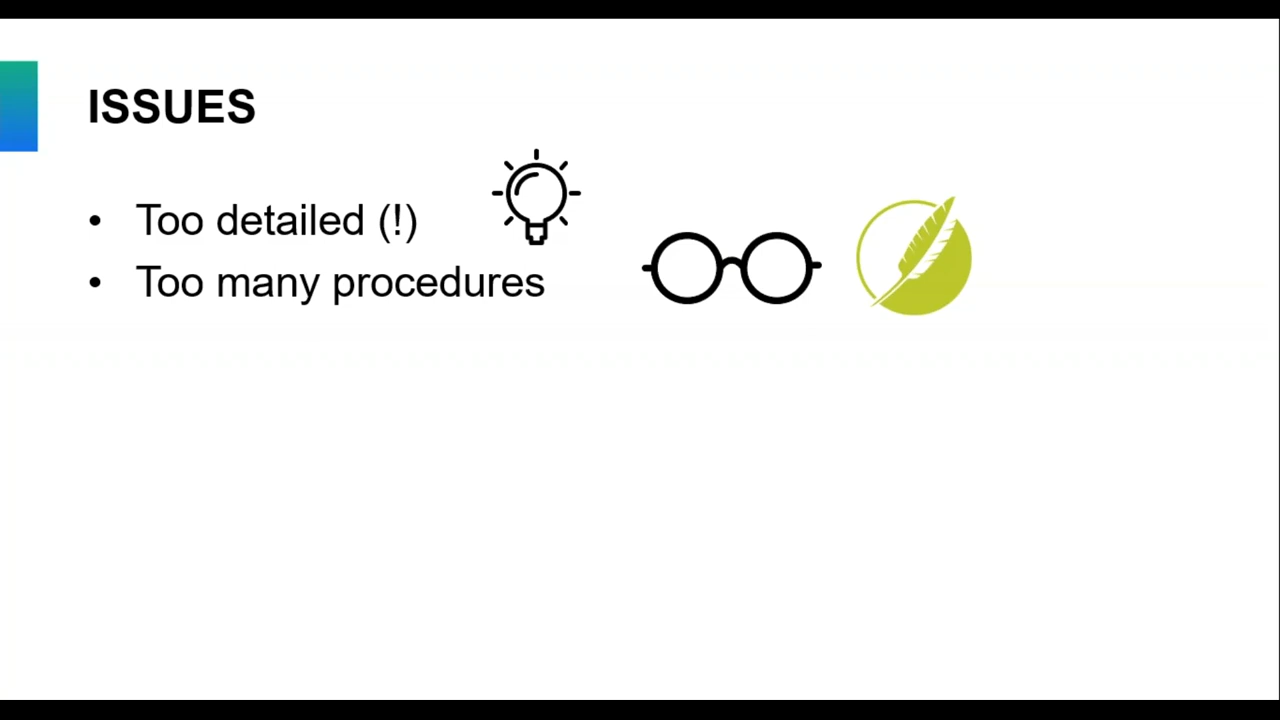 ISSUES
• Too detailed (!)
• Too many procedures